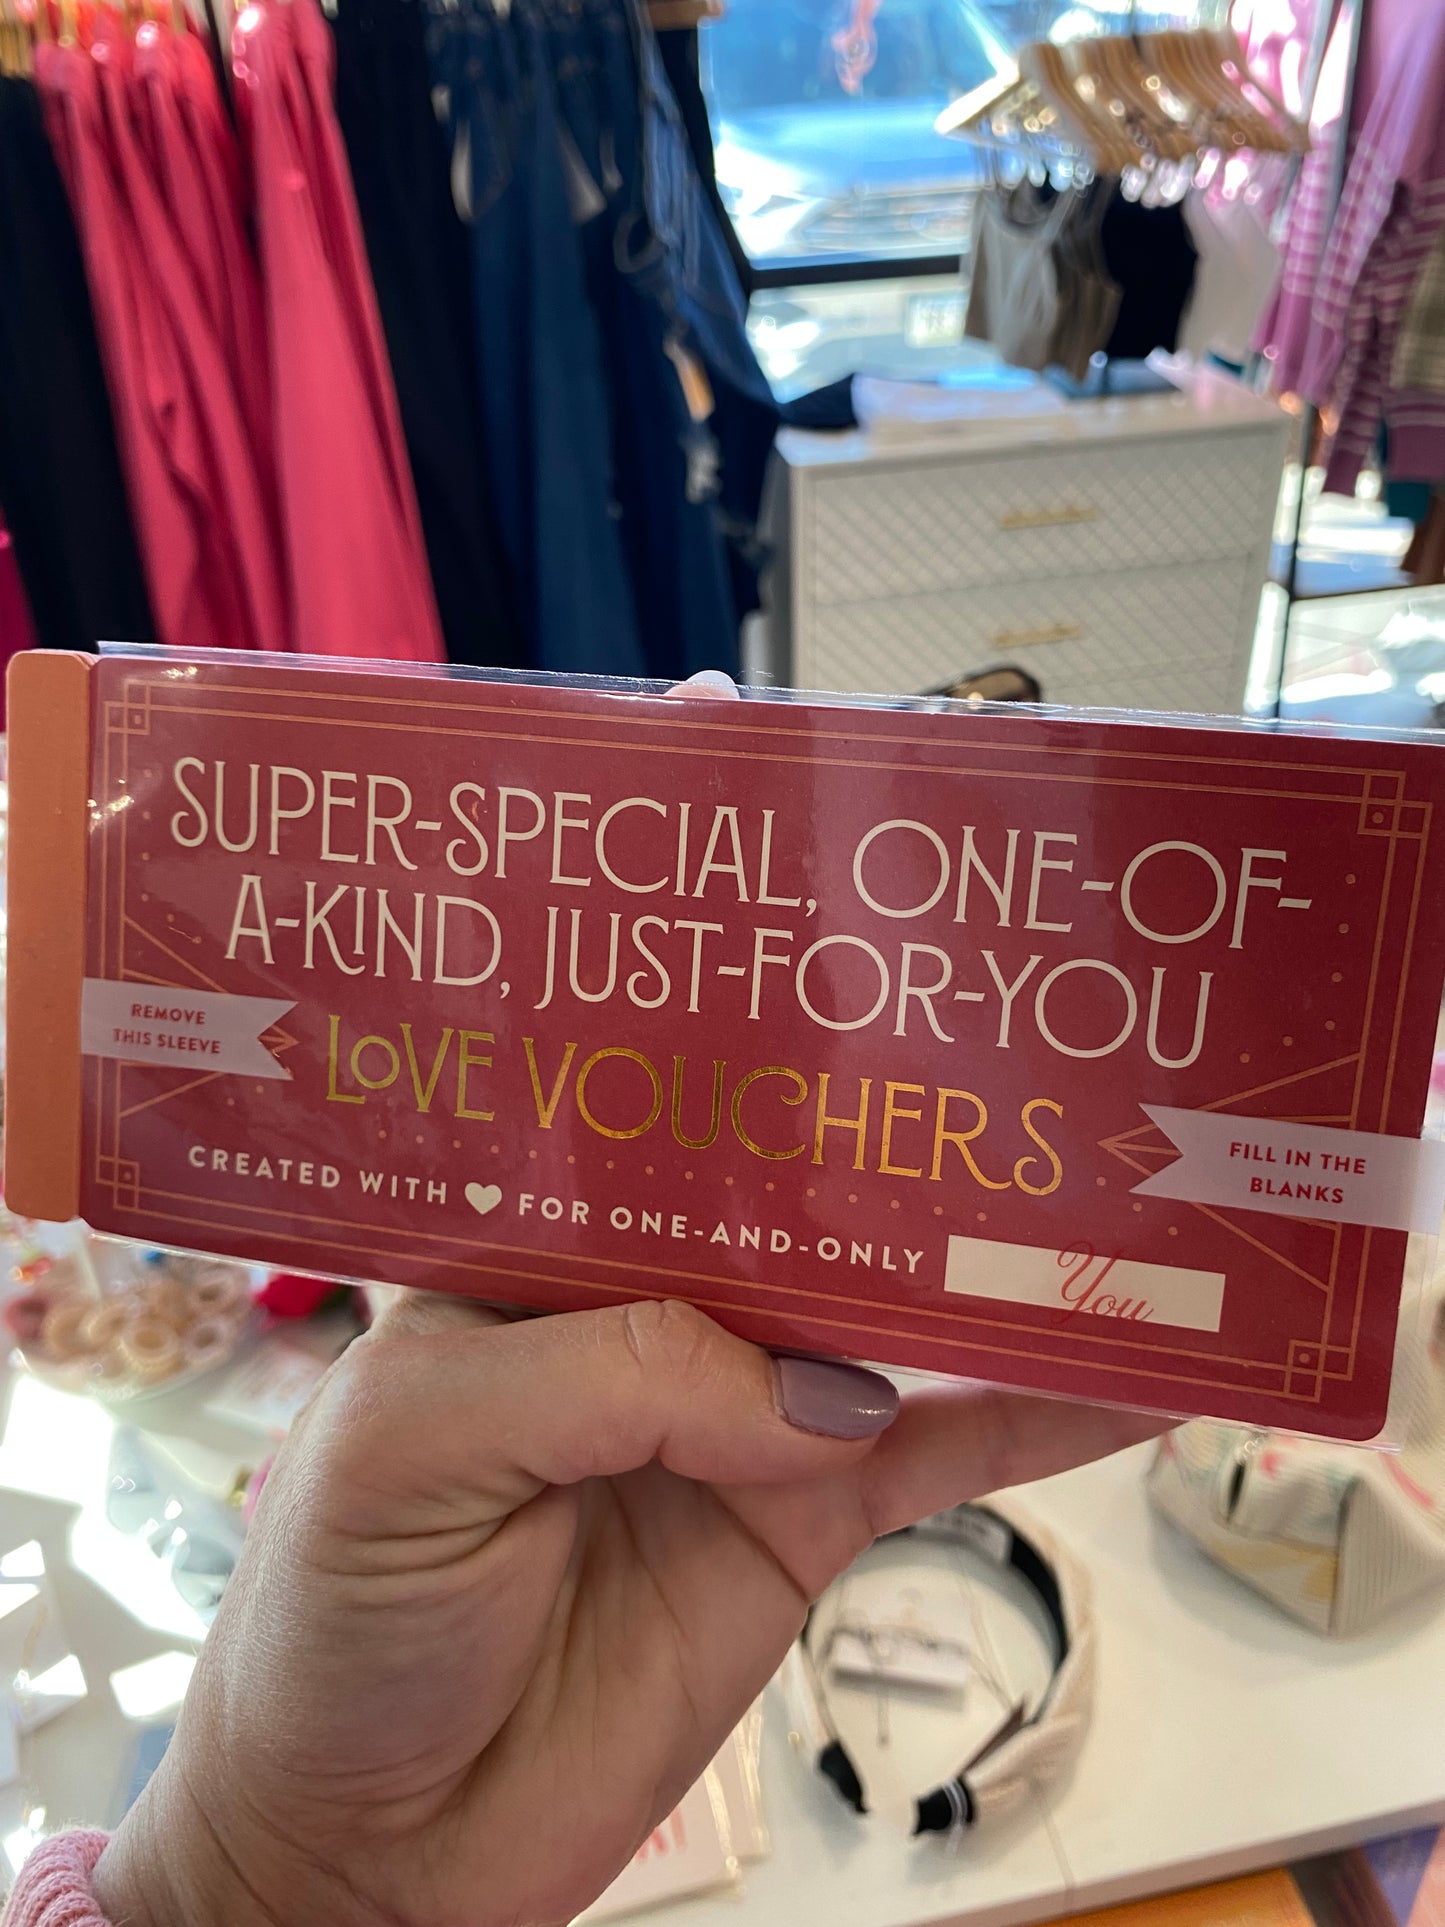 SUPER-SPECIAL, ONE-OF-
A-KIND, JUST-FOR-YOU
LOVE VOUCHERS
REMOVE
THIS SLEEVE
FILL IN THE
BLANKS
CREATED WITH ♥ FOR ONE-AND-ONLY You